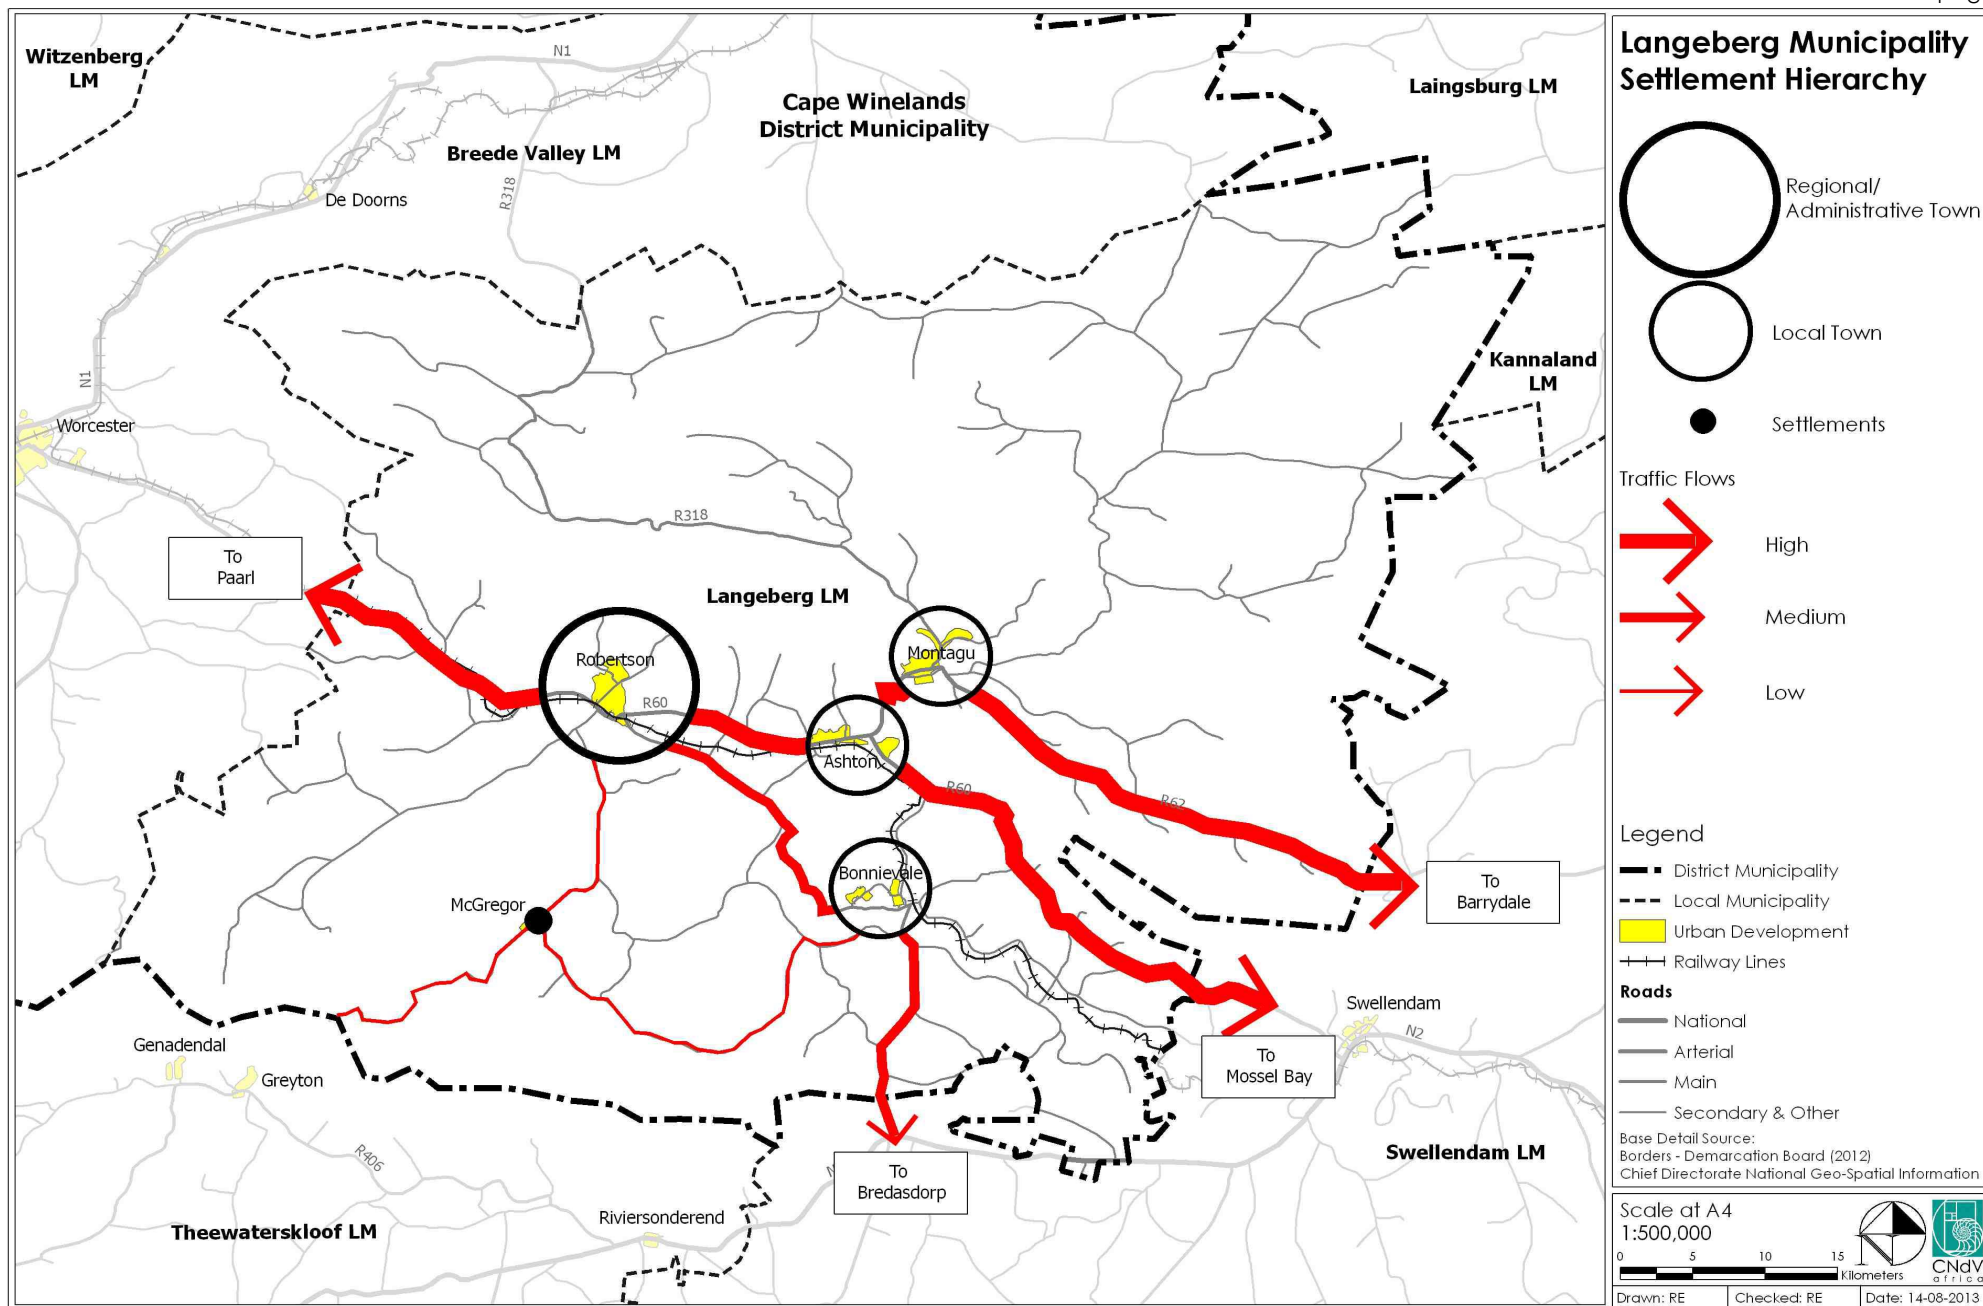 Witzenberg
LM
N1
Cape Winelands
District Municipality
Laingsburg LM
Breede Valley LM
R318
De Doorns
N1
Kannaland
LM
Worcester
R318
To
Paarl
Langeberg LM
Robertson
Montagu
R60
Ashton
R60
R62
Bonnievale
To
Barrydale
McGregor
Swellendam
N2
Genadendal
Greyton
To
Mossel Bay
R406
To
Bredasdorp
Swellendam LM
Riviersonderend
Theewaterskloof LM
Langeberg Municipality
Settlement Hierarchy
Regional/
Administrative Town
Local Town
Settlements
Traffic Flows
High
Medium
Low
Legend
District Municipality
Local Municipality
Urban Development
Railway Lines
Roads
National
Arterial
Main
Secondary & Other
Base Detail Source:
Borders - Demarcation Board (2012)
Chief Directorate National Geo-Spatial Information
Scale at A4
1:500,000
0 5 10 15
Kilometers
CNdV
africa
Drawn: RE Checked: RE Date: 14-08-2013